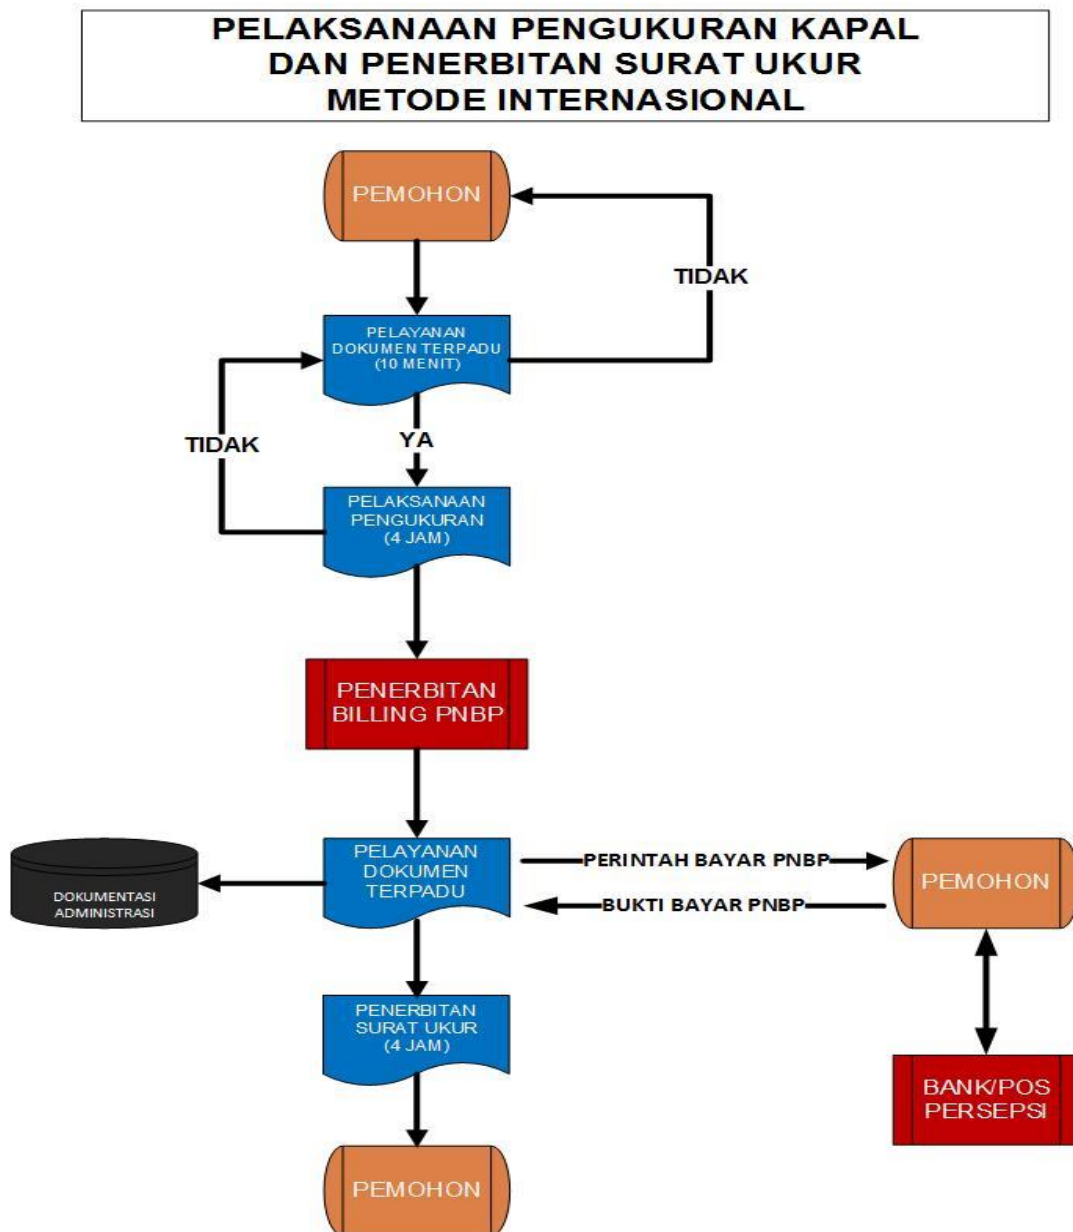 PELAKSANAAN PENGUKURAN KAPAL
DAN PENERBITAN SURAT UKUR
METODE INTERNASIONAL
PEMOHON
TIDAK
PELAYANAN
DOKUMEN TERPADU
(10 MENIT)
TIDAK
YA
PELAKSANAAN
PENGUKURAN
(4 JAM)
PENERBITAN
BILLING PNBP
PELAYANAN
DOKUMEN
TERPADU
PERINTAH BAYAR PNBP
BUKTI BAYAR PNBP
PEMOHON
DOKUMENTASI
ADMINISTRASI
PENERBITAN
SURAT UKUR
(4 JAM)
BANK/POS
PERSEPSI
PEMOHON